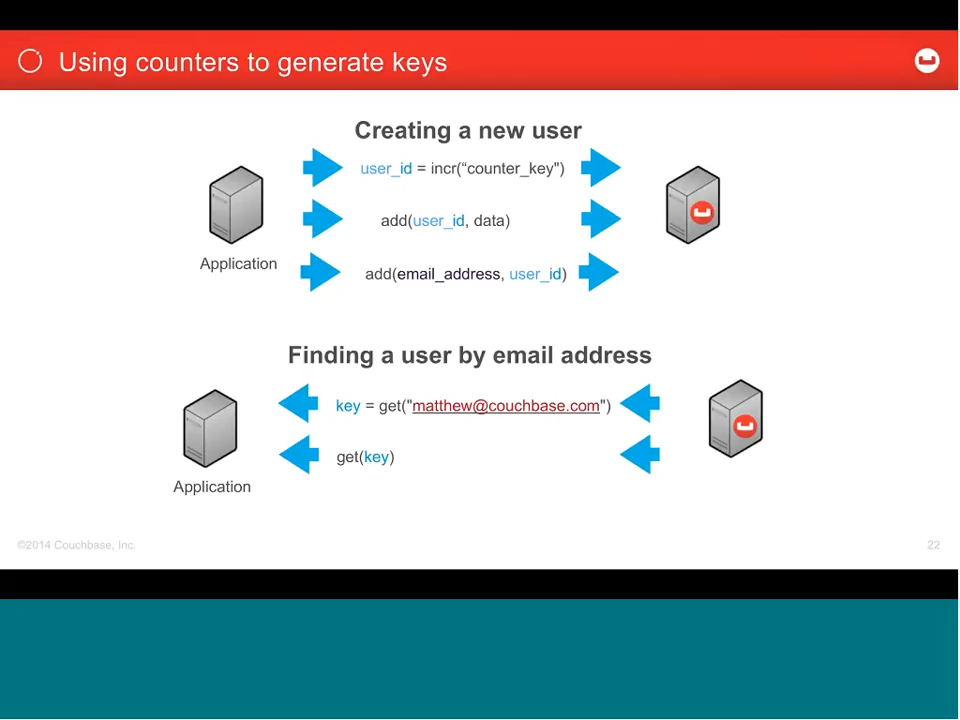 Using counters to generate keys
Creating a new user
user_id = incr(“counter_key")
add(user_id, data)
Application
add(email_address, user_id)
Finding a user by email address
key = get("matthew@couchbase.com")
get(key)
Application
©2014 Couchbase, Inc.
22